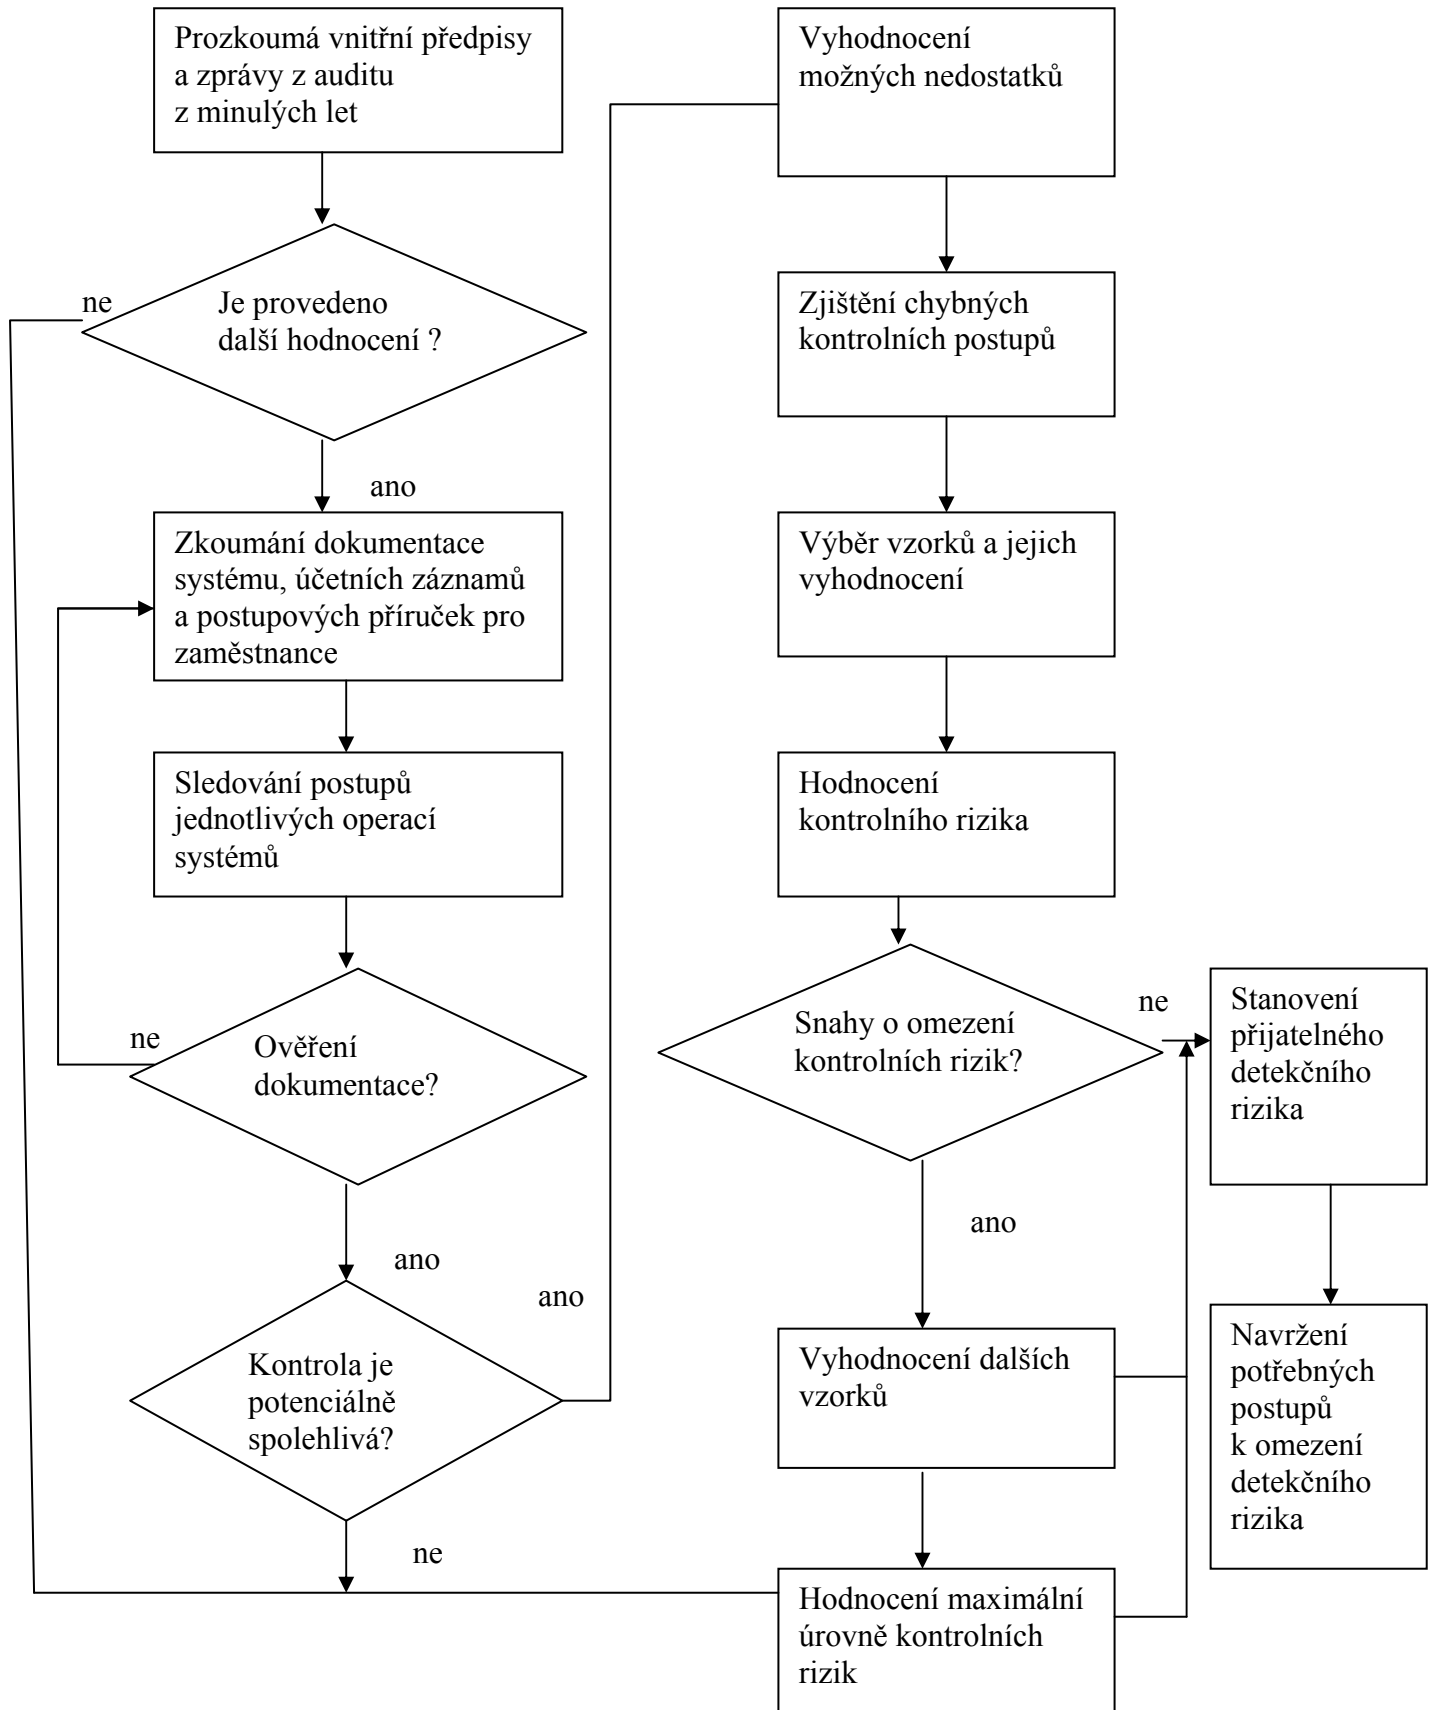 Prozkoumá vnitřní předpisy
a zprávy z auditu
z minulých let
ne
Je provedeno
další hodnocení ?
ano
Zkoumání dokumentace
systému, účetních záznamů
a postupových příruček pro
zaměstnance
Sledování postupů
jednotlivých operací
systémů
ne
Ověření
dokumentace?
ano
ano
Kontrola je
potenciálně
spolehlivá?
ne
Vyhodnocení
možných nedostatků
Zjištění chybných
kontrolních postupů
Výběr vzorků a jejich
vyhodnocení
Hodnocení
kontrolního rizika
Snahy o omezení
kontrolních rizik?
ne
ano
Vyhodnocení dalších
vzorků
Hodnocení maximální
úrovně kontrolních
rizik
Stanovení
přijatelného
detekčního
rizika
Navržení
potřebných
postupů
k omezení
detekčního
rizika